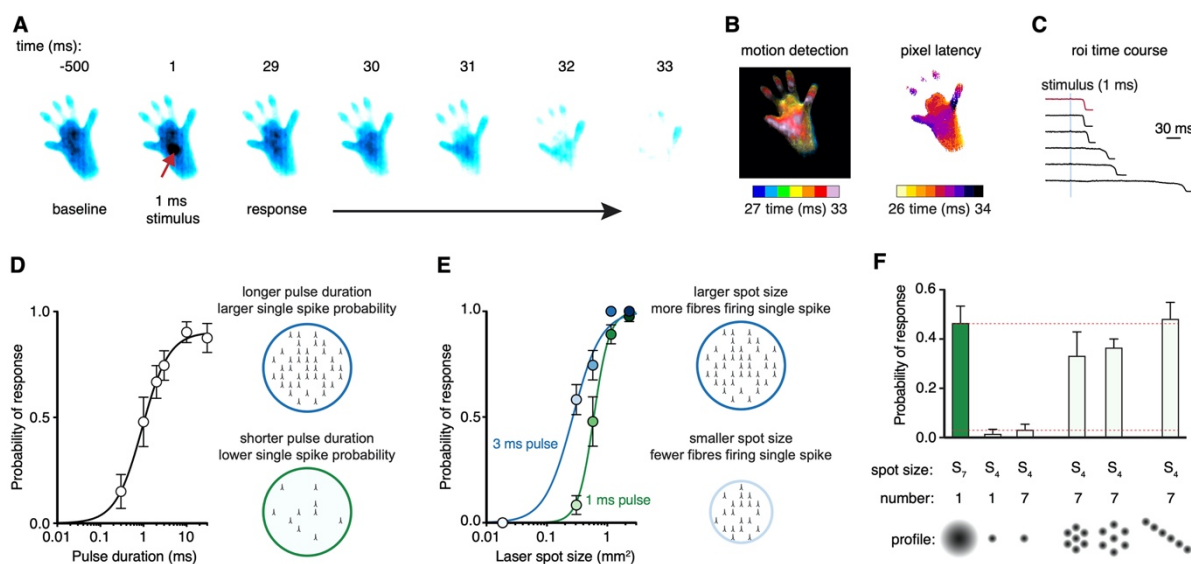 A
time (ms):
-500 1 29 30 31 32 33
baseline
1 ms
stimulus
response
B
motion detection
pixel latency
27 time (ms) 33
26 time (ms) 34
C
roi time course
stimulus (1 ms)
30 ms
D
Probability of response
1.0
0.5
0.0
0.01 0.1 1 10
Pulse duration (ms)
longer pulse duration
larger single spike probability
shorter pulse duration
lower single spike probability
E
Probability of response
1.0
0.5
0.0
3 ms pulse
1 ms pulse
0.01 0.1 1
Laser spot size (mm²)
larger spot size
more fibres firing single spike
smaller spot size
fewer fibres firing single spike
F
Probability of response
0.6
0.4
0.2
0.0
spot size: S₇ S₄ S₄ S₄ S₄ S₄
number: 1 1 7 7 7 7
profile: